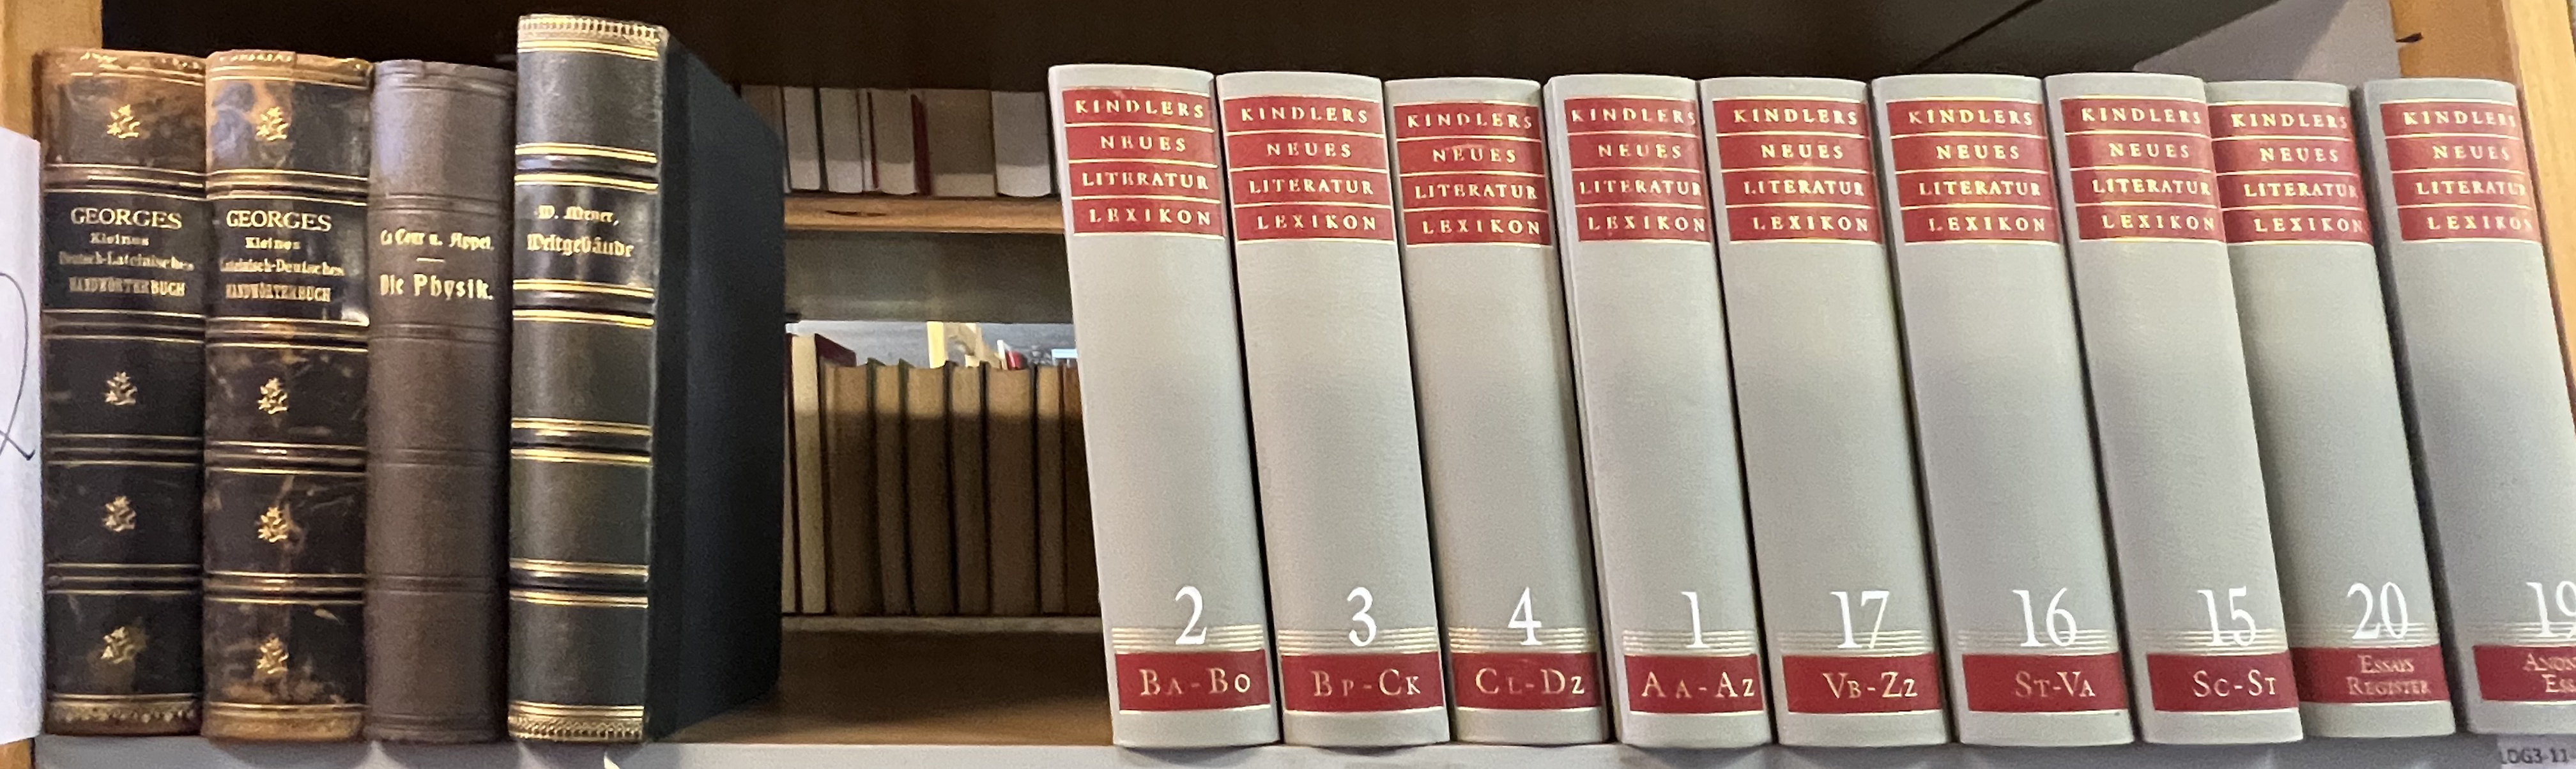 GEORGES
Kleines
Deutsch-Lateinisches
HANDWÖRTERBUCH
GEORGES
Kleines
Lateinisch-Deutsches
HANDWÖRTERBUCH
La Cour u. Appel.
Die Physik.
W. Meyer,
Weltgebäude
KINDLERS
NEUES
LITERATUR
LEXIKON
2
BA-BO
KINDLERS
NEUES
LITERATUR
LEXIKON
3
BP-CK
KINDLERS
NEUES
LITERATUR
LEXIKON
4
CL-DZ
KINDLERS
NEUES
LITERATUR
LEXIKON
1
AA-AZ
KINDLERS
NEUES
LITERATUR
LEXIKON
17
VB-ZZ
KINDLERS
NEUES
LITERATUR
LEXIKON
16
ST-VA
KINDLERS
NEUES
LITERATUR
LEXIKON
15
SC-ST
KINDLERS
NEUES
LITERATUR
LEXIKON
20
ESSAYS
REGISTER
KINDLERS
NEUES
LITERATUR
LEXIKON
19